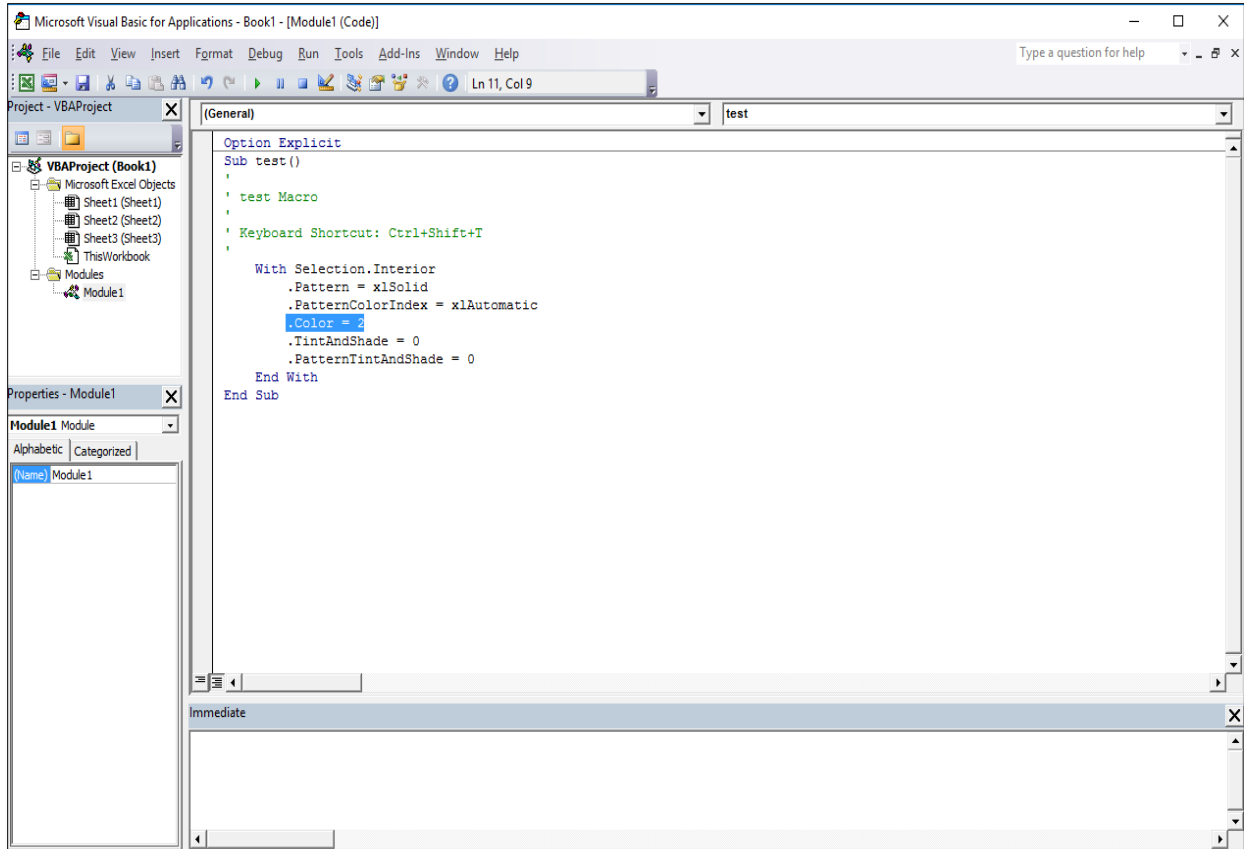 Microsoft Visual Basic for Applications - Book1 - [Module1 (Code)]
File Edit View Insert Format Debug Run Tools Add-Ins Window Help
Type a question for help
Ln 11, Col 9
Project - VBAProject
VBAProject (Book1)
Microsoft Excel Objects
Sheet1 (Sheet1)
Sheet2 (Sheet2)
Sheet3 (Sheet3)
ThisWorkbook
Modules
Module1
Properties - Module1
Module1 Module
Alphabetic Categorized
(Name) Module1
(General) test
Option Explicit
Sub test()
'
' test Macro
'
' Keyboard Shortcut: Ctrl+Shift+T
'
With Selection.Interior
.Pattern = xlSolid
.PatternColorIndex = xlAutomatic
.Color = 2
.TintAndShade = 0
.PatternTintAndShade = 0
End With
End Sub
Immediate